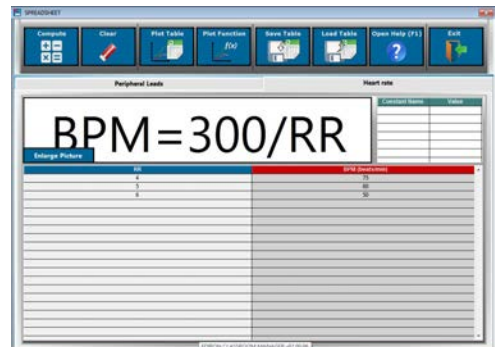 SPREADSHEET
Compute
Clear
Plot Table
Plot Function
f(x)
Save Table
Load Table
Open Help (F1)
?
Exit
Peripheral Leads
Heart rate
BPM=300/RR
Enlarge Picture
Constant Name Value
RR BPM (beats/min)
4 75
5 60
6 50